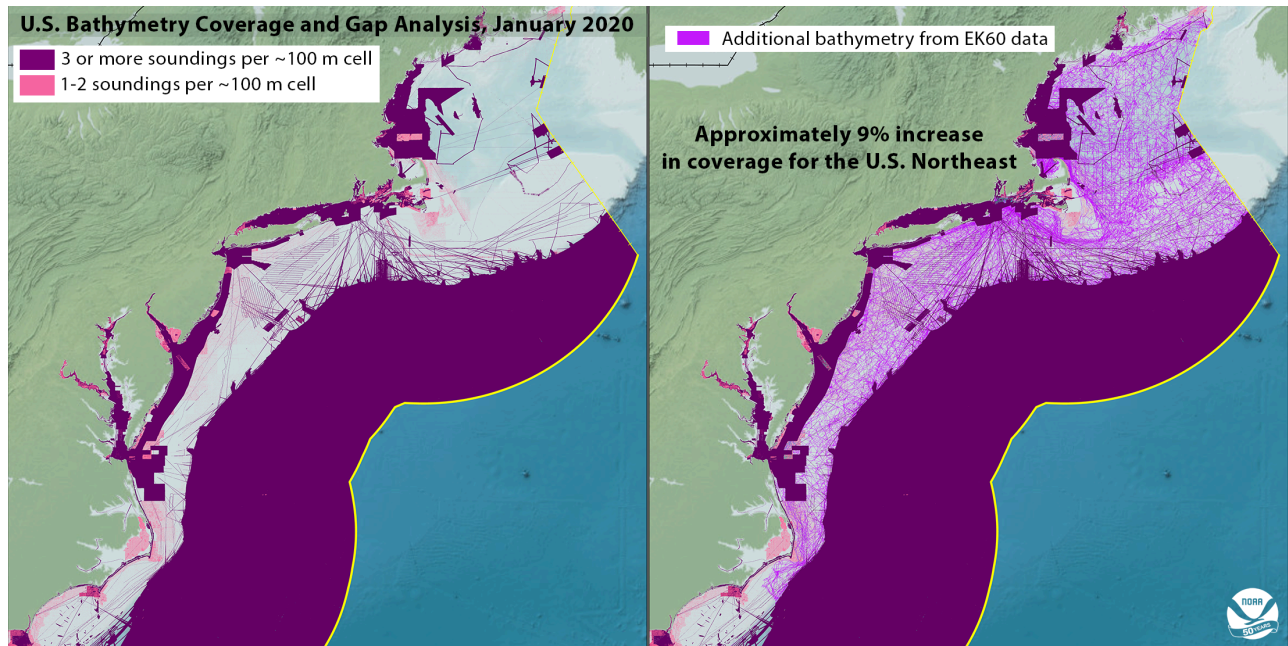 U.S. Bathymetry Coverage and Gap Analysis, January 2020
3 or more soundings per ~100 m cell
1-2 soundings per ~100 m cell
Additional bathymetry from EK60 data
Approximately 9% increase
in coverage for the U.S. Northeast
NOAA
50 YEARS